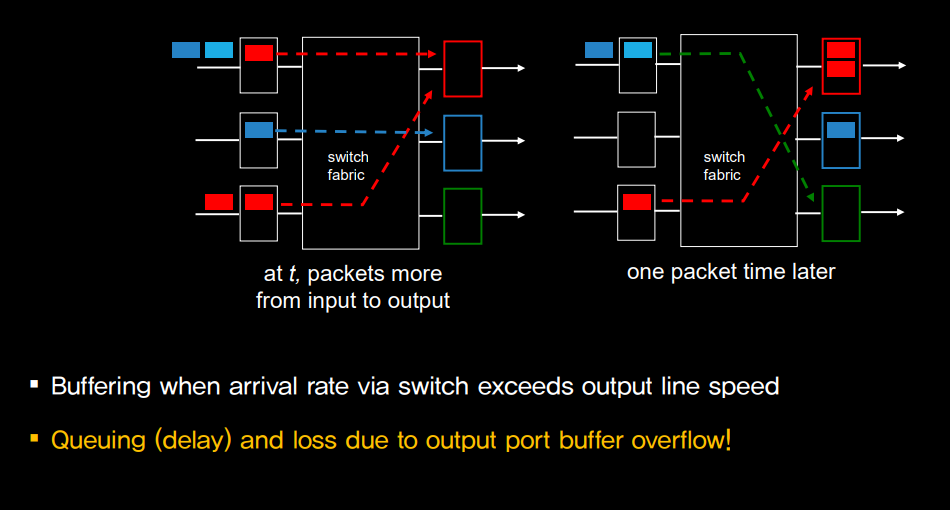 switch
fabric
switch
fabric
at t, packets more
from input to output
one packet time later
▪ Buffering when arrival rate via switch exceeds output line speed
▪ Queuing (delay) and loss due to output port buffer overflow!